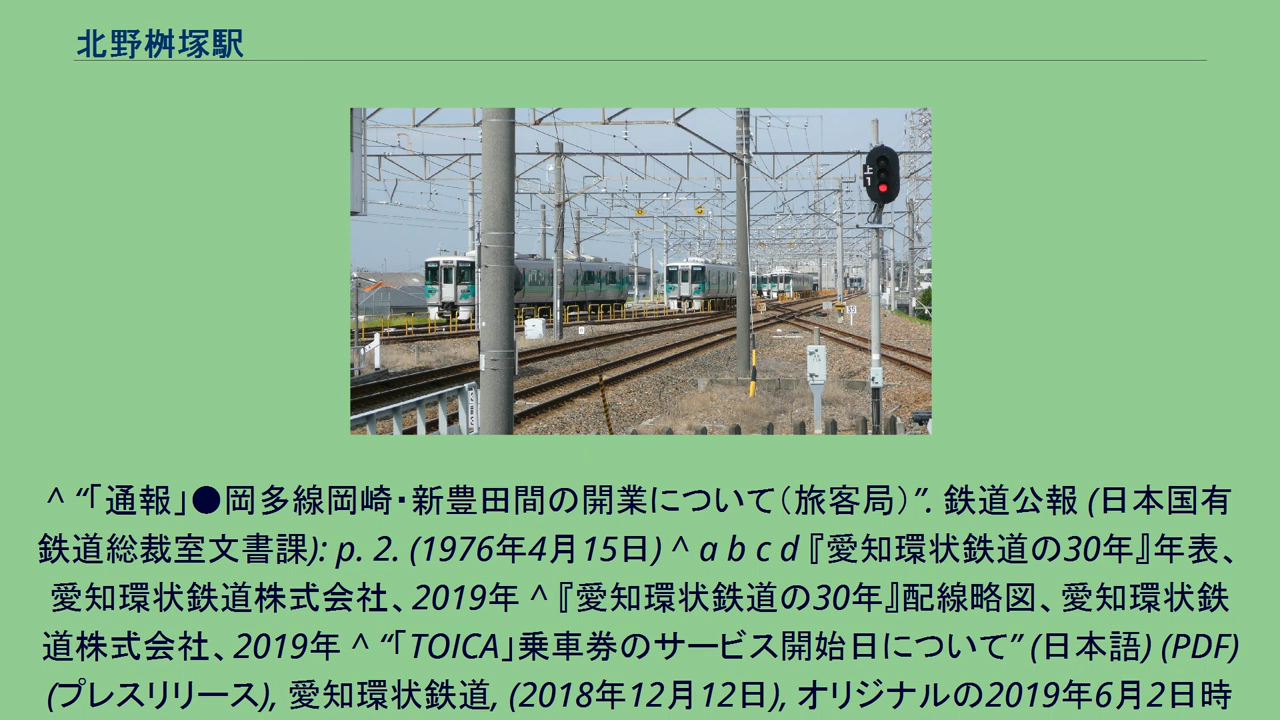 北野桝塚駅
上
1
^ “「通報」●岡多線岡崎・新豊田間の開業について（旅客局）”. 鉄道公報 (日本国有
鉄道総裁室文書課): p. 2. (1976年4月15日) ^ a b c d 『愛知環状鉄道の30年』年表、
愛知環状鉄道株式会社、2019年 ^ 『愛知環状鉄道の30年』配線略図、愛知環状鉄
道株式会社、2019年 ^ “「TOICA」乗車券のサービス開始日について” (日本語) (PDF)
(プレスリリース), 愛知環状鉄道, (2018年12月12日), オリジナルの2019年6月2日時